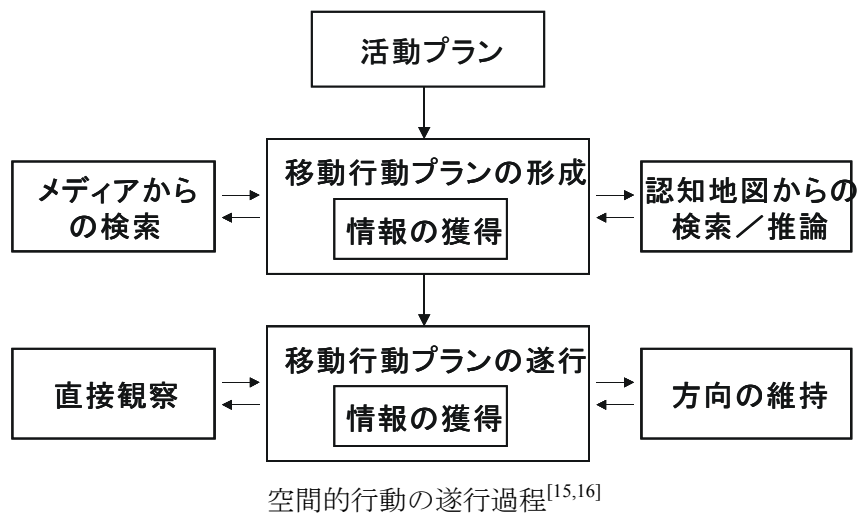 活動プラン
移動行動プランの形成
情報の獲得
メディアから
の検索
認知地図からの
検索／推論
移動行動プランの遂行
情報の獲得
直接観察
方向の維持
空間的行動の遂行過程[15,16]